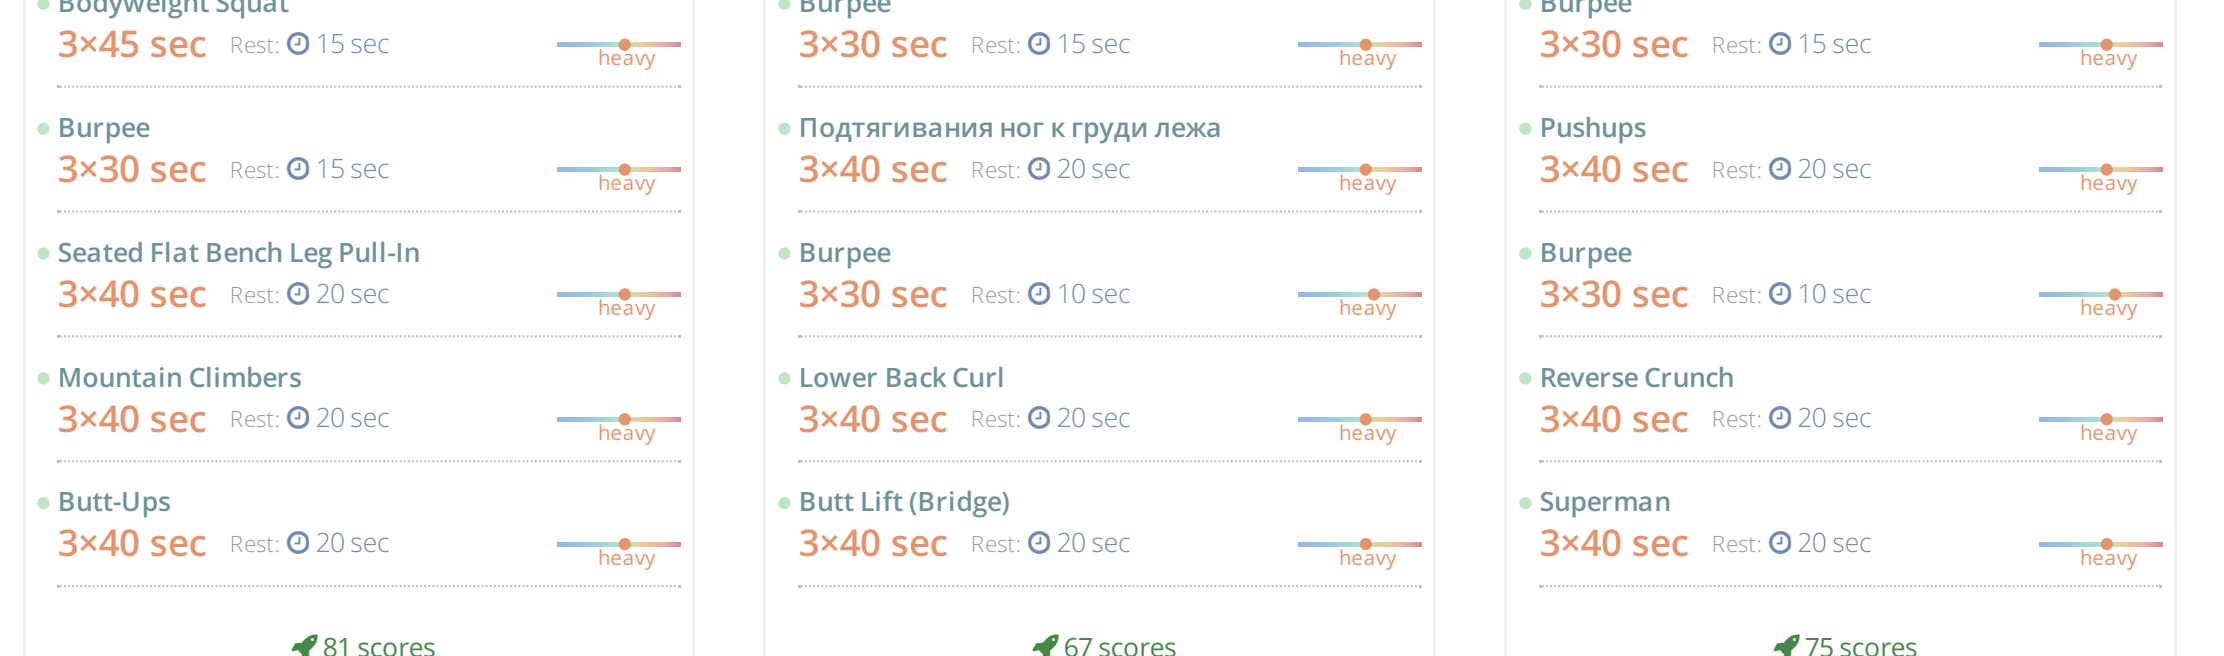 Bodyweight Squat
3×45 sec Rest: 15 sec
heavy
Burpee
3×30 sec Rest: 15 sec
heavy
Seated Flat Bench Leg Pull-In
3×40 sec Rest: 20 sec
heavy
Mountain Climbers
3×40 sec Rest: 20 sec
heavy
Butt-Ups
3×40 sec Rest: 20 sec
heavy
81 scores
Burpee
3×30 sec Rest: 15 sec
heavy
Подтягивания ног к груди лежа
3×40 sec Rest: 20 sec
heavy
Burpee
3×30 sec Rest: 10 sec
heavy
Lower Back Curl
3×40 sec Rest: 20 sec
heavy
Butt Lift (Bridge)
3×40 sec Rest: 20 sec
heavy
67 scores
Burpee
3×30 sec Rest: 15 sec
heavy
Pushups
3×40 sec Rest: 20 sec
heavy
Burpee
3×30 sec Rest: 10 sec
heavy
Reverse Crunch
3×40 sec Rest: 20 sec
heavy
Superman
3×40 sec Rest: 20 sec
heavy
75 scores